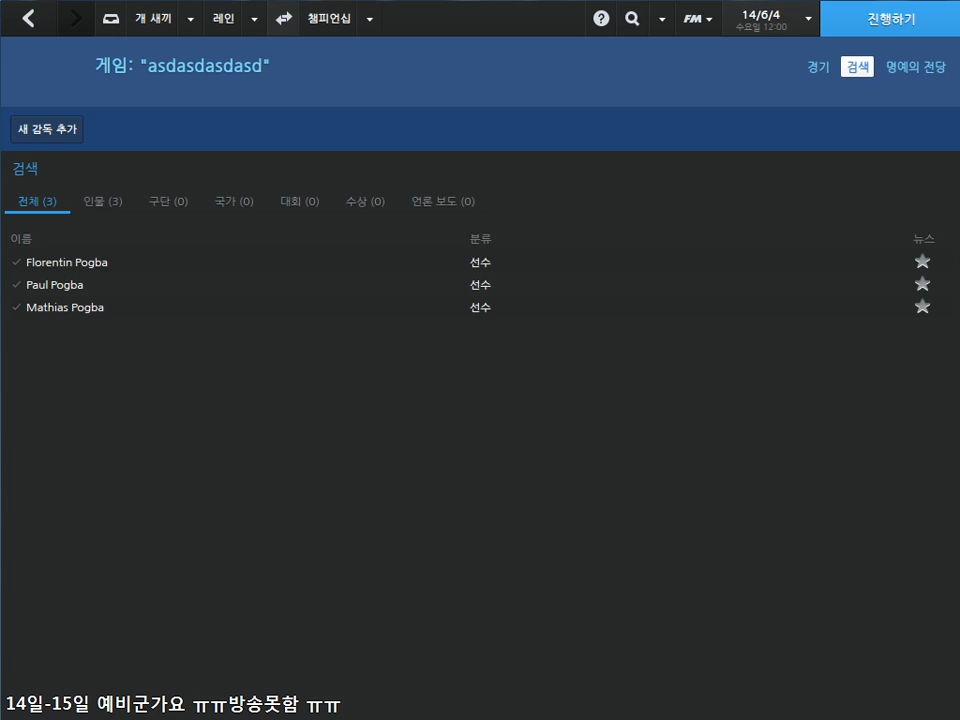 개 새끼 레인 챔피언십 ? FM 14/6/4 진행하기
수요일 12:00
게임: "asdasdasdasd" 경기 검색 명예의 전당
새 감독 추가
검색
전체 (3) 인물 (3) 구단 (0) 국가 (0) 대회 (0) 수상 (0) 언론 보도 (0)
이름 분류 뉴스
Florentin Pogba 선수
Paul Pogba 선수
Mathias Pogba 선수
14일-15일 예비군가요 ㅠㅠ방송못함 ㅠㅠ